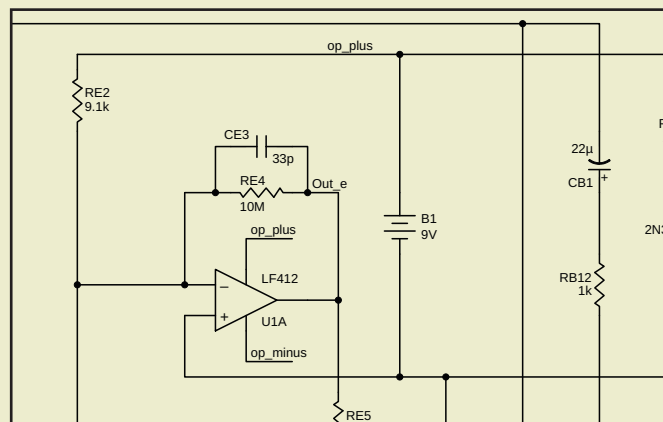 op_plus
RE2
9.1k
CE3
33p
RE4
Out_e
10M
op_plus
LF412
−
+
U1A
op_minus
B1
9V
22µ
CB1
+
RB12
1k
2N3
RE5